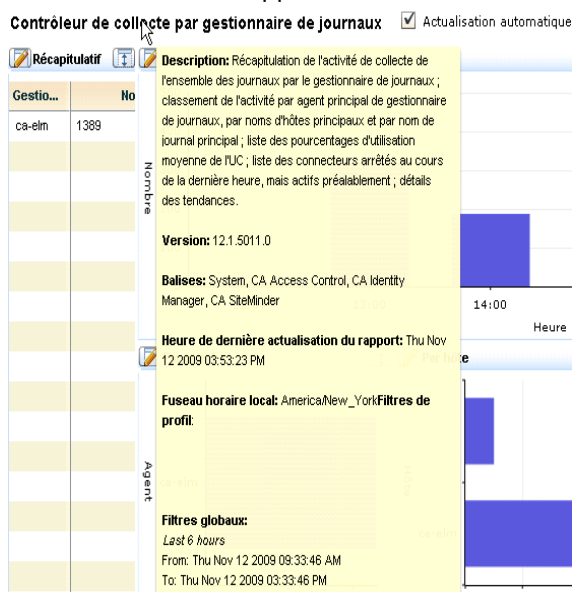 Contrôleur de collecte par gestionnaire de journaux
Actualisation automatique
Récapitulatif
Gestio...
No
ca-elm
1389
Description: Récapitulation de l'activité de collecte de
l'ensemble des journaux par le gestionnaire de journaux ;
classement de l'activité par agent principal de gestionnaire
de journaux, par noms d'hôtes principaux et par nom de
journal principal ; liste des pourcentages d'utilisation
moyenne de l'UC ; liste des connecteurs arrêtés au cours
de la dernière heure, mais actifs préalablement ; détails
des tendances.
Version: 12.1.5011.0
Balises: System, CA Access Control, CA Identity
Manager, CA SiteMinder
Heure de dernière actualisation du rapport: Thu Nov
12 2009 03:53:23 PM
Fuseau horaire local: America/New_YorkFiltres de
profil:
Filtres globaux:
Last 6 hours
From: Thu Nov 12 2009 09:33:46 AM
To: Thu Nov 12 2009 03:33:46 PM
Nombre
14:00
Heure
Agent
ca-elm
ca-elm